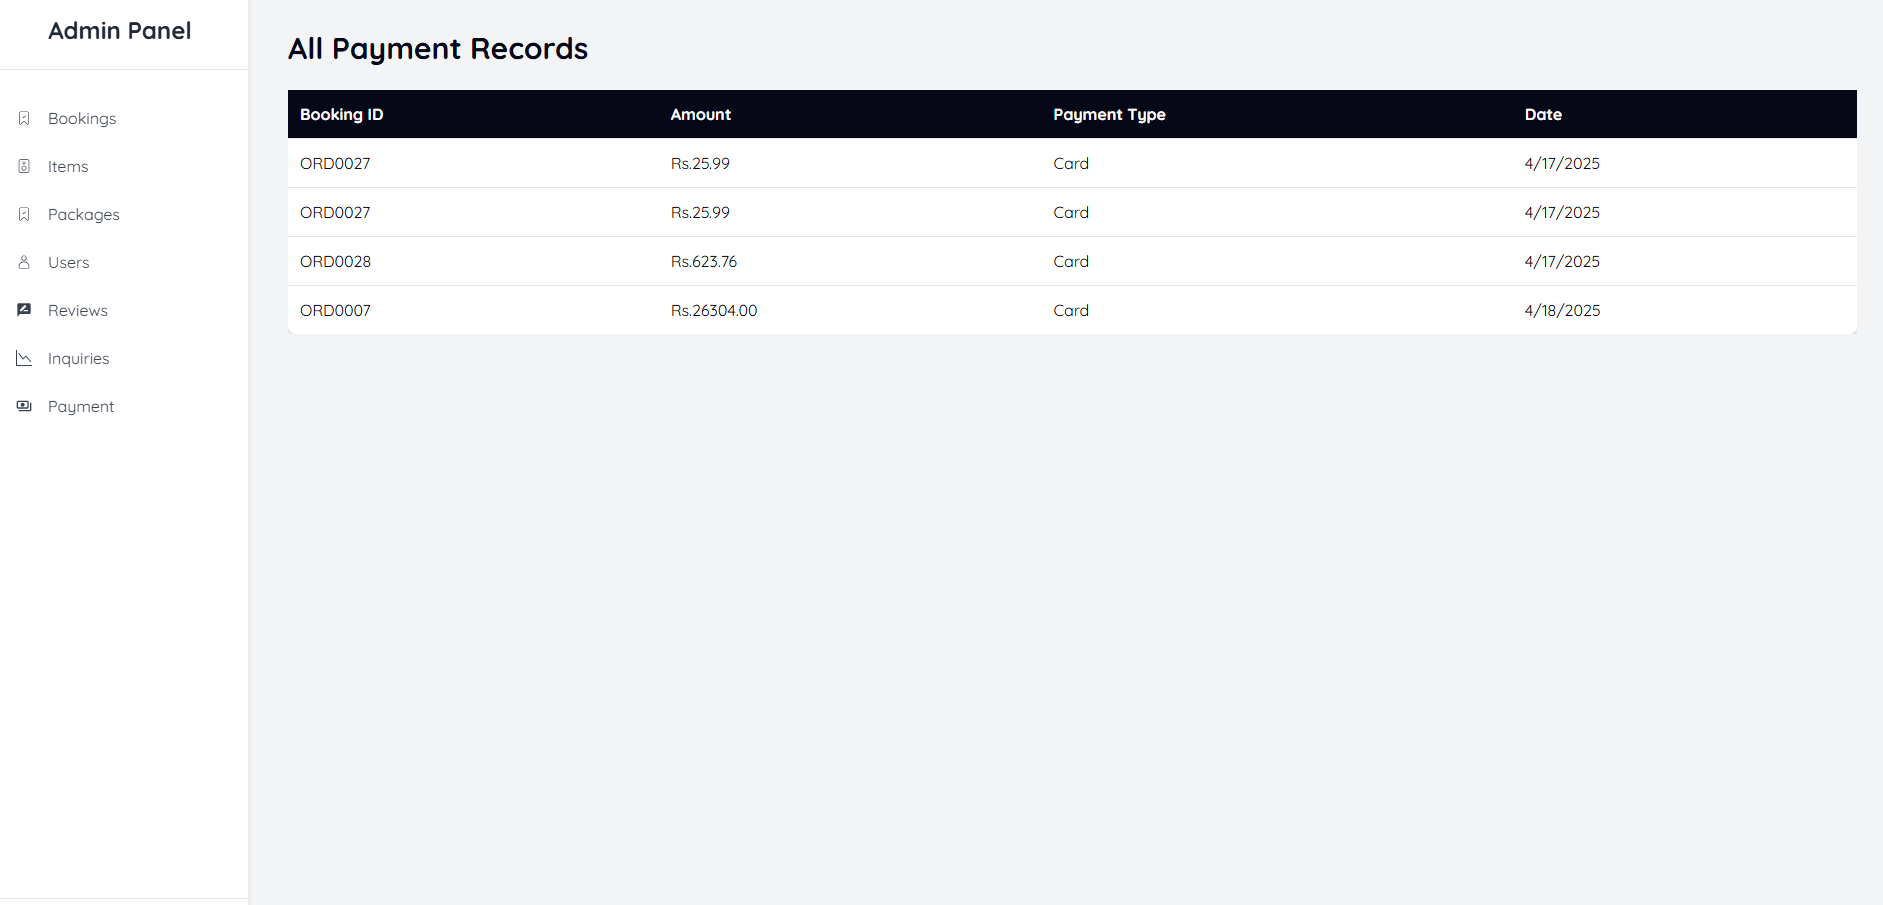 Admin Panel
Bookings
Items
Packages
Users
Reviews
Inquiries
Payment
All Payment Records
Booking ID Amount Payment Type Date
ORD0027 Rs.25.99 Card 4/17/2025
ORD0027 Rs.25.99 Card 4/17/2025
ORD0028 Rs.623.76 Card 4/17/2025
ORD0007 Rs.26304.00 Card 4/18/2025